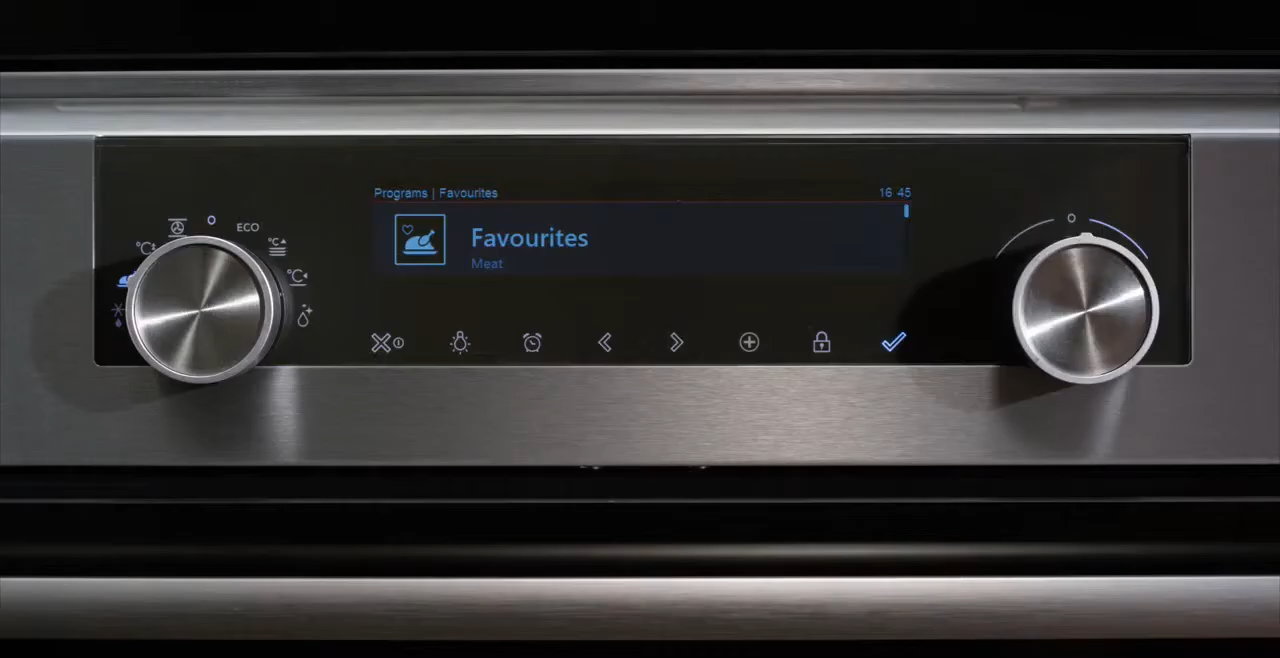 Programs | Favourites
16 45
Favourites
Meat
O
ECO
°C
°C
°C
O